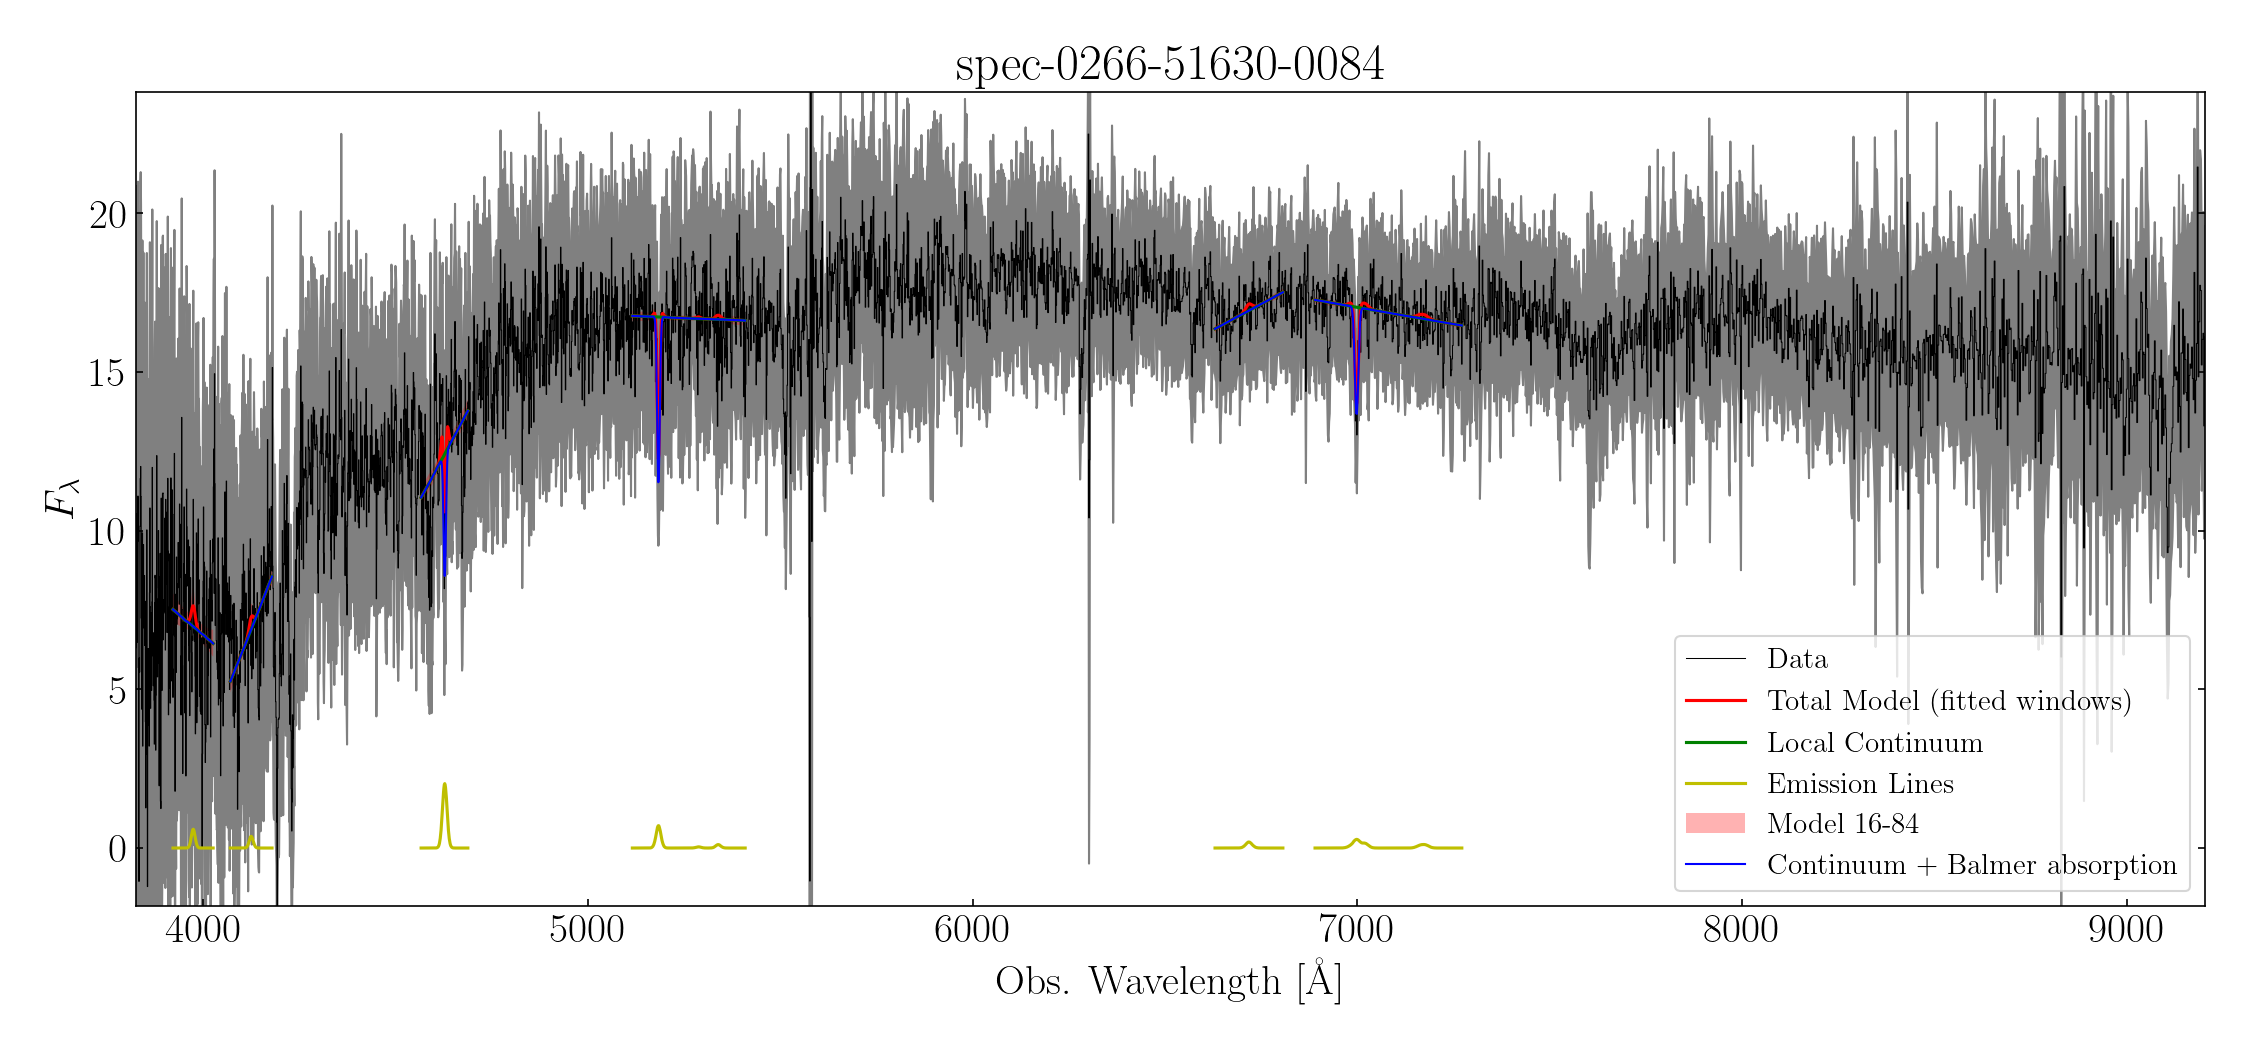 spec-0266-51630-0084
20
15
10
5
0
F_λ
Data
Total Model (fitted windows)
Local Continuum
Emission Lines
Model 16-84
Continuum + Balmer absorption
4000 5000 6000 7000 8000 9000
Obs. Wavelength [Å]